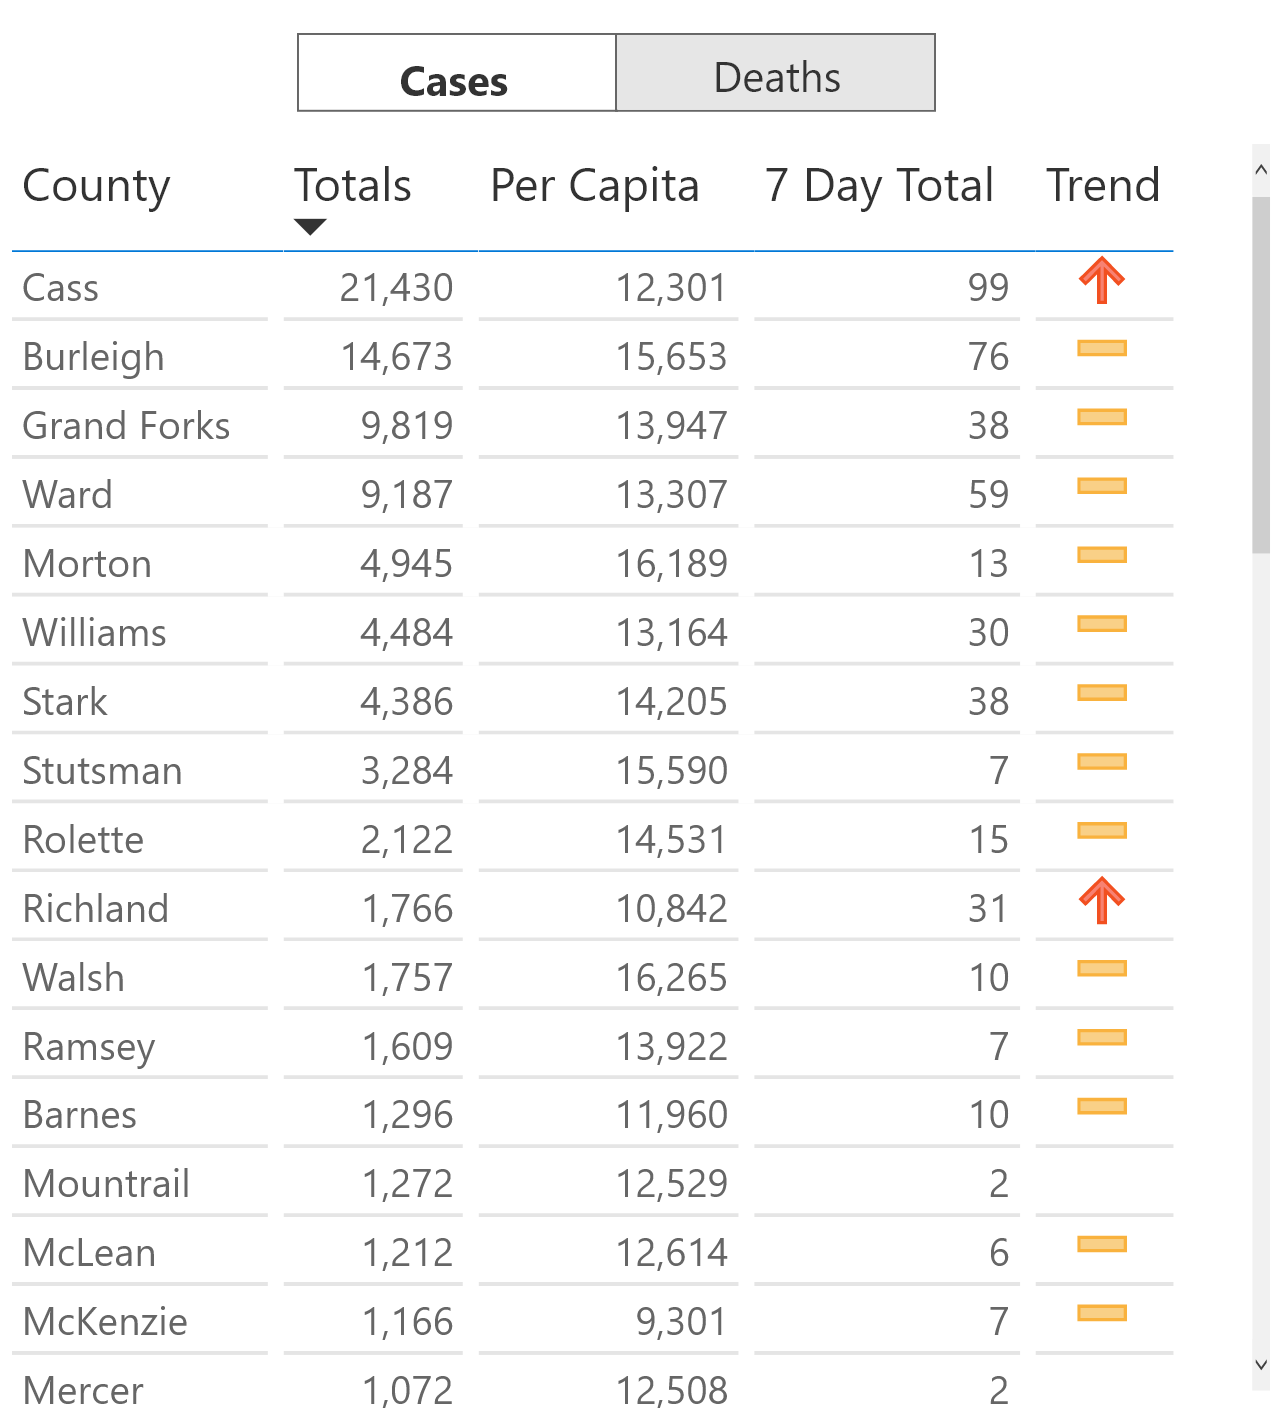 Cases Deaths
County Totals Per Capita 7 Day Total Trend
Cass 21,430 12,301 99
Burleigh 14,673 15,653 76
Grand Forks 9,819 13,947 38
Ward 9,187 13,307 59
Morton 4,945 16,189 13
Williams 4,484 13,164 30
Stark 4,386 14,205 38
Stutsman 3,284 15,590 7
Rolette 2,122 14,531 15
Richland 1,766 10,842 31
Walsh 1,757 16,265 10
Ramsey 1,609 13,922 7
Barnes 1,296 11,960 10
Mountrail 1,272 12,529 2
McLean 1,212 12,614 6
McKenzie 1,166 9,301 7
Mercer 1,072 12,508 2